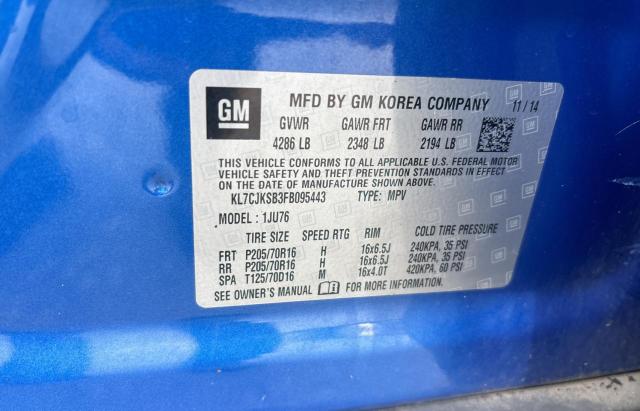 GM
MFD BY GM KOREA COMPANY 11/14
GVWR GAWR FRT GAWR RR
4286 LB 2348 LB 2194 LB
THIS VEHICLE CONFORMS TO ALL APPLICABLE U.S. FEDERAL MOTOR
VEHICLE SAFETY AND THEFT PREVENTION STANDARDS IN EFFECT
ON THE DATE OF MANUFACTURE SHOWN ABOVE.
KL7CJKSB3FB095443 TYPE: MPV
MODEL: 1JU76
TIRE SIZE SPEED RTG RIM COLD TIRE PRESSURE
FRT P205/70R16 H 16x6.5J 240KPA, 35 PSI
RR P205/70R16 H 16x6.5J 240KPA, 35 PSI
SPA T125/70D16 M 16x4.0T 420KPA, 60 PSI
SEE OWNER'S MANUAL FOR MORE INFORMATION.